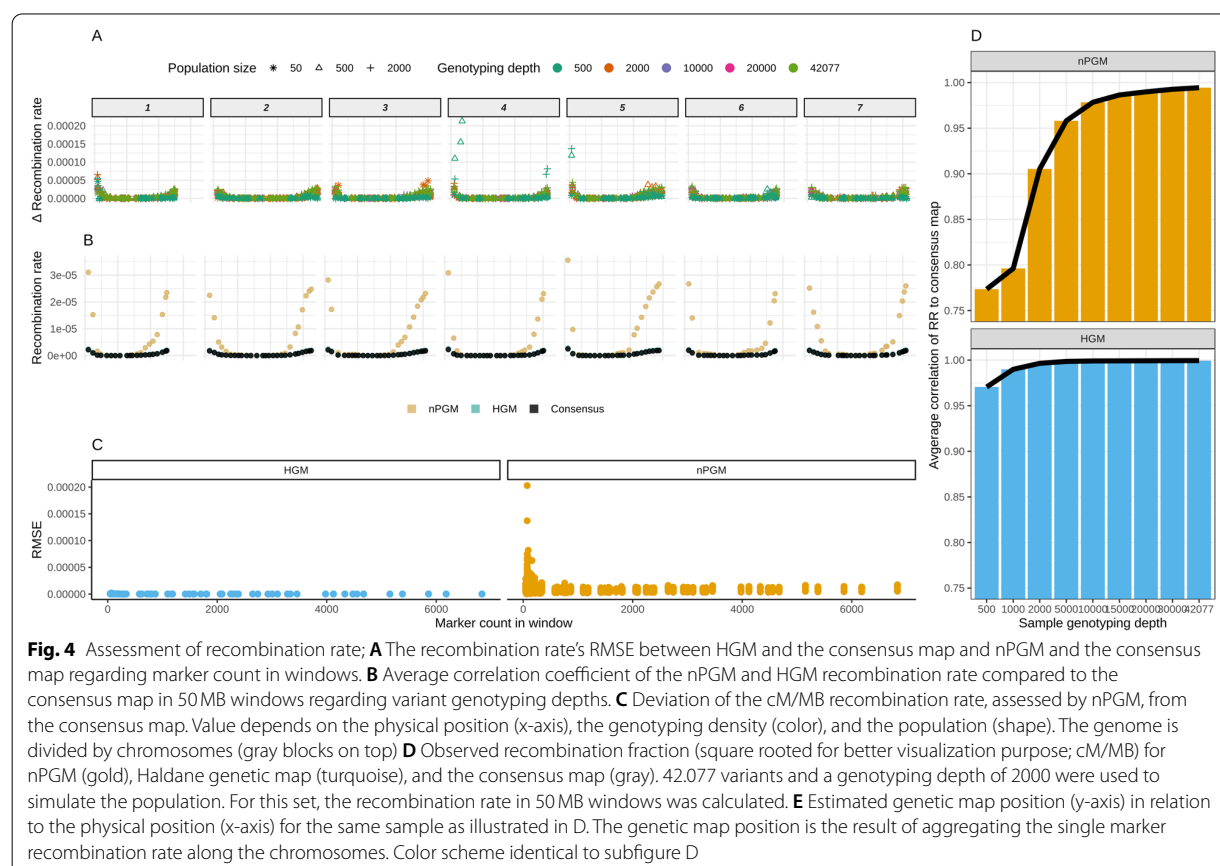 A
D
Population size 50 500 2000 Genotyping depth 500 2000 10000 20000 42077
1 2 3 4 5 6 7
Δ Recombination rate
0.00020
0.00015
0.00010
0.00005
0.00000
B
Recombination rate
3e-05
2e-05
1e-05
0e+00
nPGM HGM Consensus
C
HGM nPGM
RMSE
0.00020
0.00015
0.00010
0.00005
0.00000
0 2000 4000 6000 0 2000 4000 6000
Marker count in window
nPGM
1.00
0.95
0.90
0.85
0.80
0.75
HGM
1.00
0.95
0.90
0.85
0.80
0.75
Avgerage correlation of RR to consensus map
500 1000 2000 50000 10000 15000 20000 30000 42077
Sample genotyping depth
Fig. 4 Assessment of recombination rate; A The recombination rate's RMSE between HGM and the consensus map and nPGM and the consensus
map regarding marker count in windows. B Average correlation coefficient of the nPGM and HGM recombination rate compared to the
consensus map in 50 MB windows regarding variant genotyping depths. C Deviation of the cM/MB recombination rate, assessed by nPGM, from
the consensus map. Value depends on the physical position (x-axis), the genotyping density (color), and the population (shape). The genome is
divided by chromosomes (gray blocks on top) D Observed recombination fraction (square rooted for better visualization purpose; cM/MB) for
nPGM (gold), Haldane genetic map (turquoise), and the consensus map (gray). 42.077 variants and a genotyping depth of 2000 were used to
simulate the population. For this set, the recombination rate in 50 MB windows was calculated. E Estimated genetic map position (y-axis) in relation
to the physical position (x-axis) for the same sample as illustrated in D. The genetic map position is the result of aggregating the single marker
recombination rate along the chromosomes. Color scheme identical to subfigure D